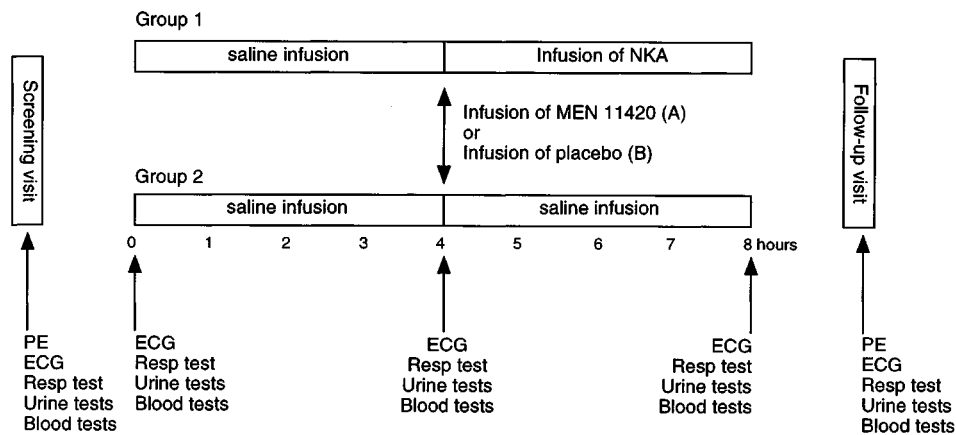 Group 1
saline infusion
Infusion of NKA
Screening visit
Infusion of MEN 11420 (A)
or
Infusion of placebo (B)
Follow-up visit
Group 2
saline infusion
saline infusion
0 1 2 3 4 5 6 7 8 hours
PE
ECG
Resp test
Urine tests
Blood tests
ECG
Resp test
Urine tests
Blood tests
ECG
Resp test
Urine tests
Blood tests
ECG
Resp test
Urine tests
Blood tests
PE
ECG
Resp test
Urine tests
Blood tests